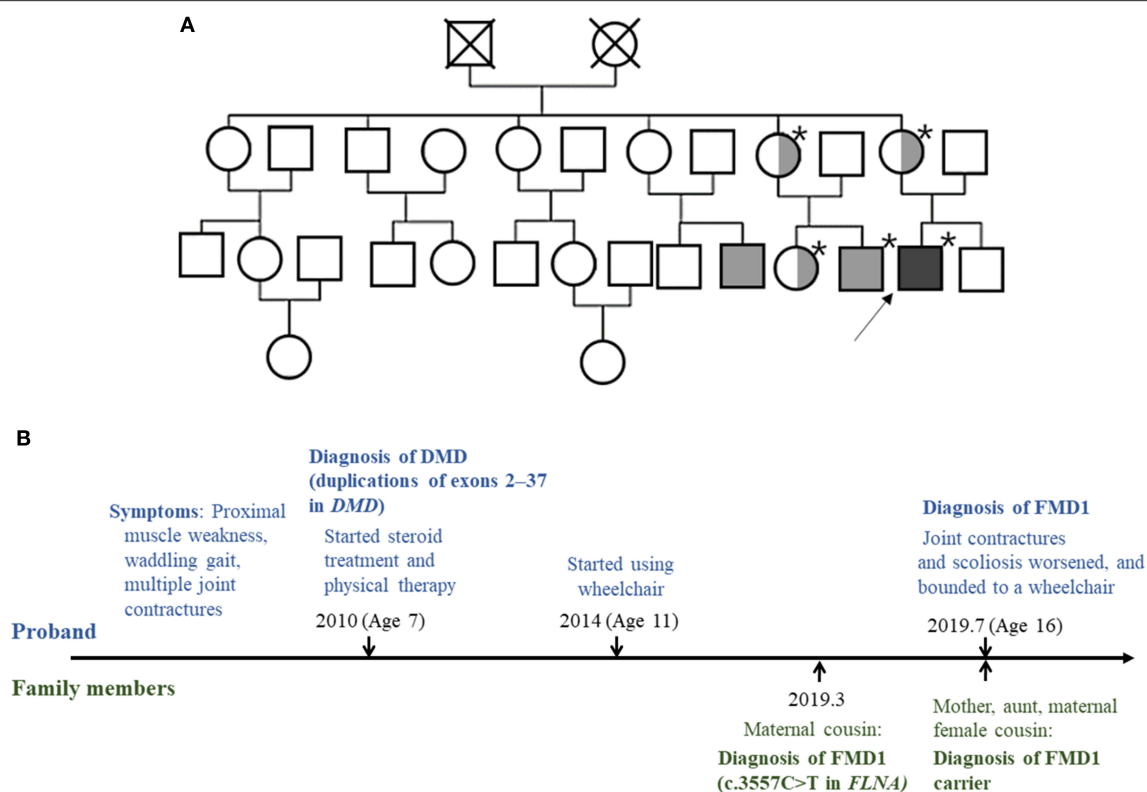 A
*
*
*
*
*
B
Diagnosis of DMD
(duplications of exons 2–37
in DMD)
Symptoms: Proximal
muscle weakness,
waddling gait,
multiple joint
contractures
Started steroid
treatment and
physical therapy
2010 (Age 7)
Started using
wheelchair
2014 (Age 11)
Diagnosis of FMD1
Joint contractures
and scoliosis worsened, and
bounded to a wheelchair
2019.7 (Age 16)
Proband
Family members
2019.3
Maternal cousin:
Diagnosis of FMD1
(c.3557C>T in FLNA)
Mother, aunt, maternal
female cousin:
Diagnosis of FMD1
carrier